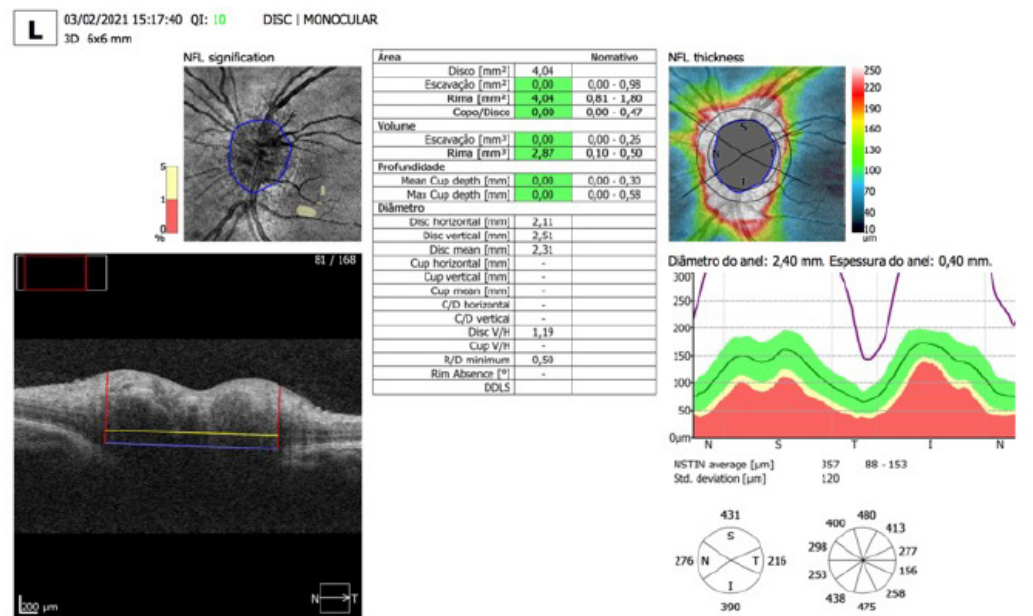 L
03/02/2021 15:17:40 QI: 10 DISC | MONOCULAR
3D 6x6 mm
NFL signification
5
1
%
Área Normativo
Disco [mm²] 4,04
Escavação [mm²] 0,00 0,00 - 0,98
Rima [mm²] 4,04 0,81 - 1,80
Copo/Disco 0,00 0,00 - 0,47
Volume
Escavação [mm³] 0,00 0,00 - 0,26
Rima [mm³] 2,87 0,10 - 0,50
Profundidade
Mean Cup depth [mm] 0,00 0,00 - 0,30
Max Cup depth [mm] 0,00 0,00 - 0,58
Diâmetro
Disc horizontal [mm] 2,11
Disc vertical [mm] 2,51
Disc mean [mm] 2,31
Cup horizontal [mm] -
Cup vertical [mm] -
Cup mean [mm] -
C/D horizontal -
C/D vertical -
Disc V/H 1,19
Cup V/H -
R/D minimum 0,50
Rim Absence [°] -
DDLS
NFL thickness
S
N T
I
250
220
190
160
130
100
70
40
10
µm
81 / 168
200 µm
N T
Diâmetro do anel: 2,40 mm. Espessura do anel: 0,40 mm.
300
250
200
150
100
50
0µm
N S T I N
NSTIN average [µm] 357 88 - 153
Std. deviation [µm] 120
431
S
276 N T 216
I
390
480
400 413
298 277
253 156
438 258
475